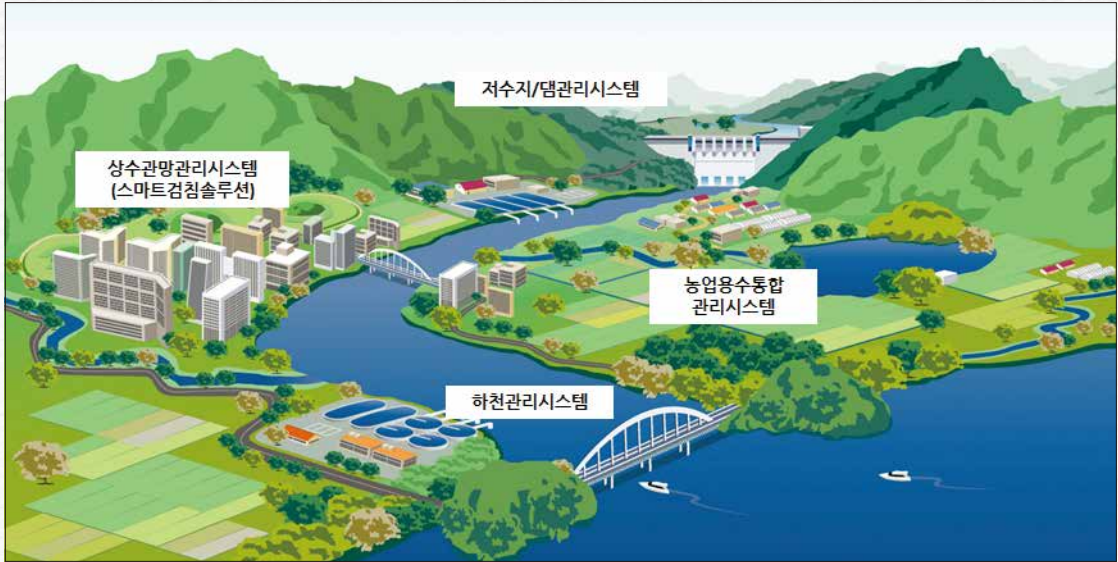 저수지/댐관리시스템
상수관망관리시스템
(스마트검침솔루션)
농업용수통합
관리시스템
하천관리시스템